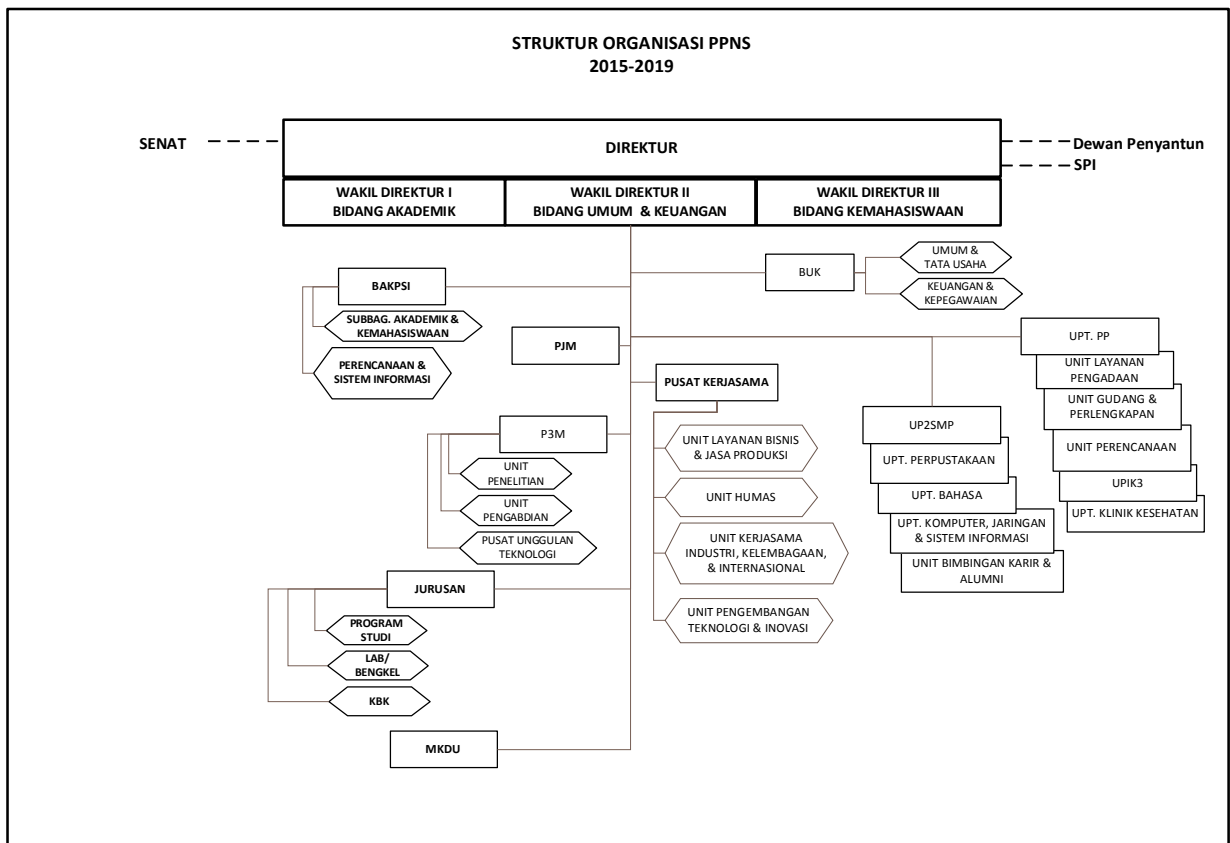 STRUKTUR ORGANISASI PPNS
2015-2019
SENAT
DIREKTUR
Dewan Penyantun
SPI
WAKIL DIREKTUR I
BIDANG AKADEMIK
WAKIL DIREKTUR II
BIDANG UMUM & KEUANGAN
WAKIL DIREKTUR III
BIDANG KEMAHASISWAAN
BUK
UMUM &
TATA USAHA
KEUANGAN &
KEPEGAWAIAN
BAKPSI
SUBBAG. AKADEMIK &
KEMAHASISWAAN
PERENCANAAN &
SISTEM INFORMASI
PJM
PUSAT KERJASAMA
UNIT LAYANAN BISNIS
& JASA PRODUKSI
UNIT HUMAS
UNIT KERJASAMA
INDUSTRI, KELEMBAGAAN,
& INTERNASIONAL
UNIT PENGEMBANGAN
TEKNOLOGI & INOVASI
P3M
UNIT
PENELITIAN
UNIT
PENGABDIAN
PUSAT UNGGULAN
TEKNOLOGI
UP2SMP
UPT. PERPUSTAKAAN
UPT. BAHASA
UPT. KOMPUTER, JARINGAN
& SISTEM INFORMASI
UNIT BIMBINGAN KARIR &
ALUMNI
UPT. PP
UNIT LAYANAN
PENGADAAN
UNIT GUDANG &
PERLENGKAPAN
UNIT PERENCANAAN
UPIK3
UPT. KLINIK KESEHATAN
JURUSAN
PROGRAM
STUDI
LAB/
BENGKEL
KBK
MKDU